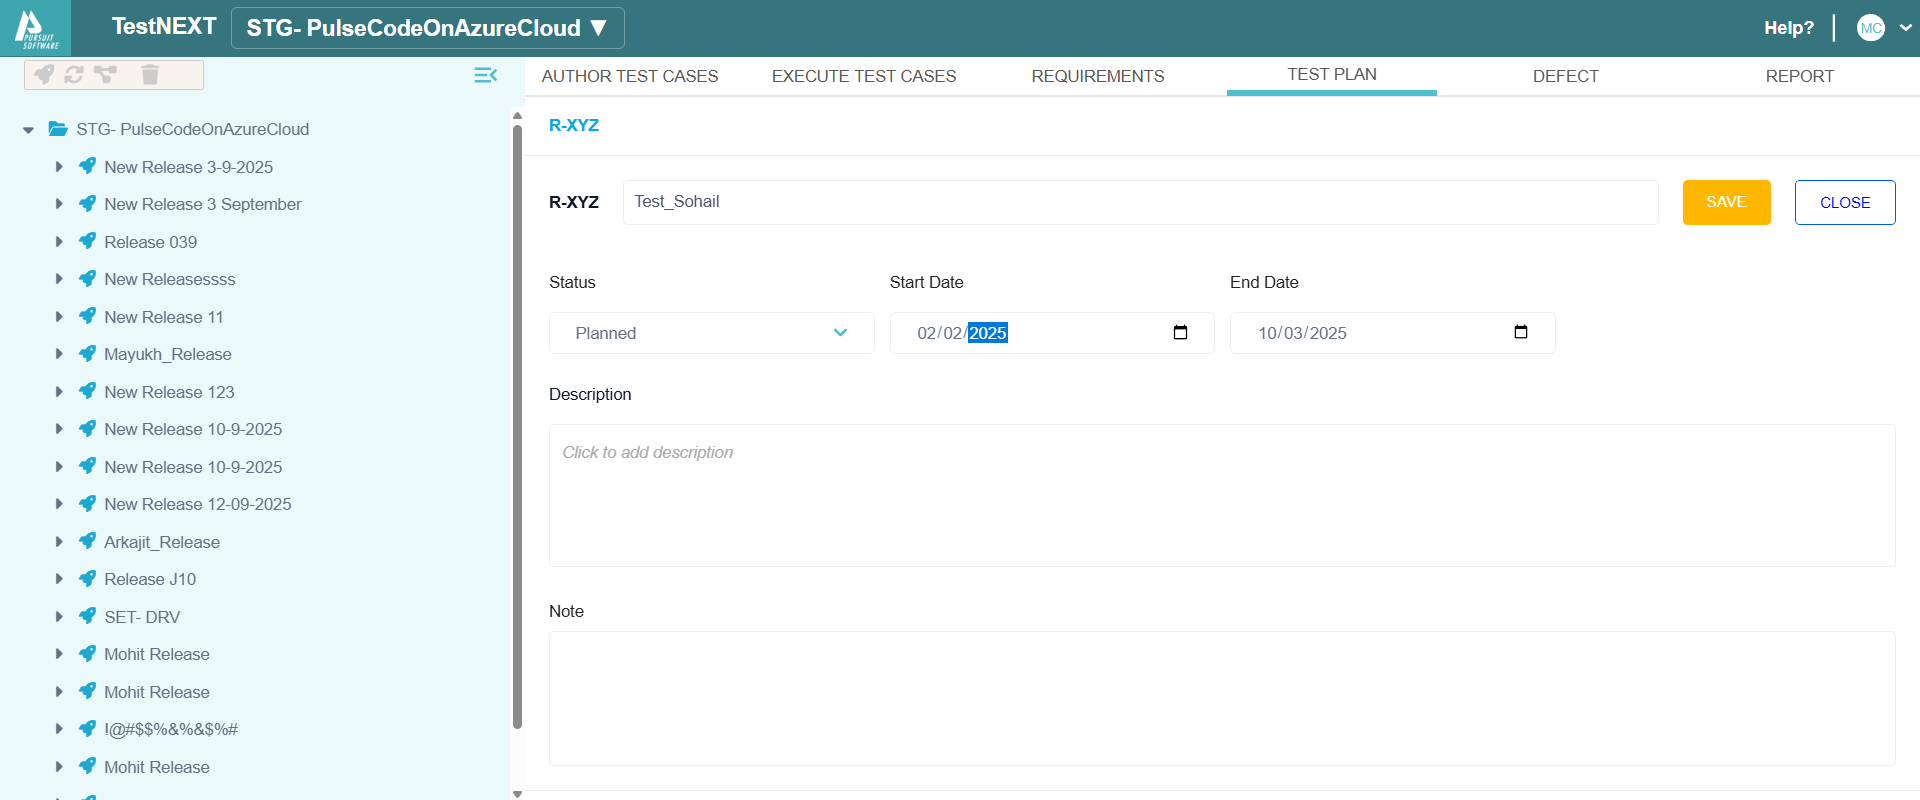 PURSUIT
SOFTWARE
TestNEXT
STG- PulseCodeOnAzureCloud ▼
Help?
MC
AUTHOR TEST CASES
EXECUTE TEST CASES
REQUIREMENTS
TEST PLAN
DEFECT
REPORT
STG- PulseCodeOnAzureCloud
New Release 3-9-2025
New Release 3 September
Release 039
New Releasessss
New Release 11
Mayukh_Release
New Release 123
New Release 10-9-2025
New Release 10-9-2025
New Release 12-09-2025
Arkajit_Release
Release J10
SET- DRV
Mohit Release
Mohit Release
!@#$$%&%&$%#
Mohit Release
R-XYZ
R-XYZ
Test_Sohail
SAVE
CLOSE
Status
Start Date
End Date
Planned
02/02/2025
10/03/2025
Description
Click to add description
Note